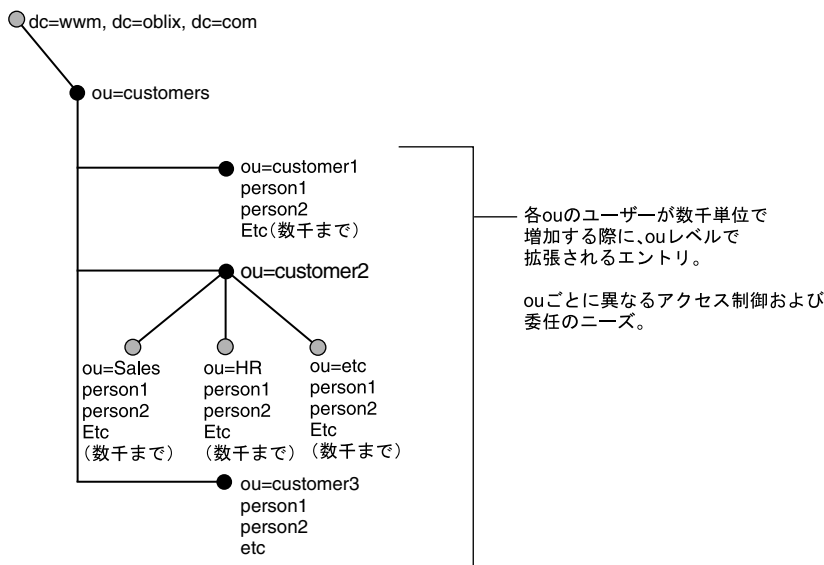 dc=wwm, dc=oblix, dc=com
ou=customers
ou=customer1
person1
person2
Etc(数千まで)
ou=customer2
ou=Sales
person1
person2
Etc
(数千まで)
ou=HR
person1
person2
Etc
(数千まで)
ou=etc
person1
person2
Etc
(数千まで)
ou=customer3
person1
person2
etc
各ouのユーザーが数千単位で
増加する際に、ouレベルで
拡張されるエントリ。
ouごとに異なるアクセス制御および
委任のニーズ。